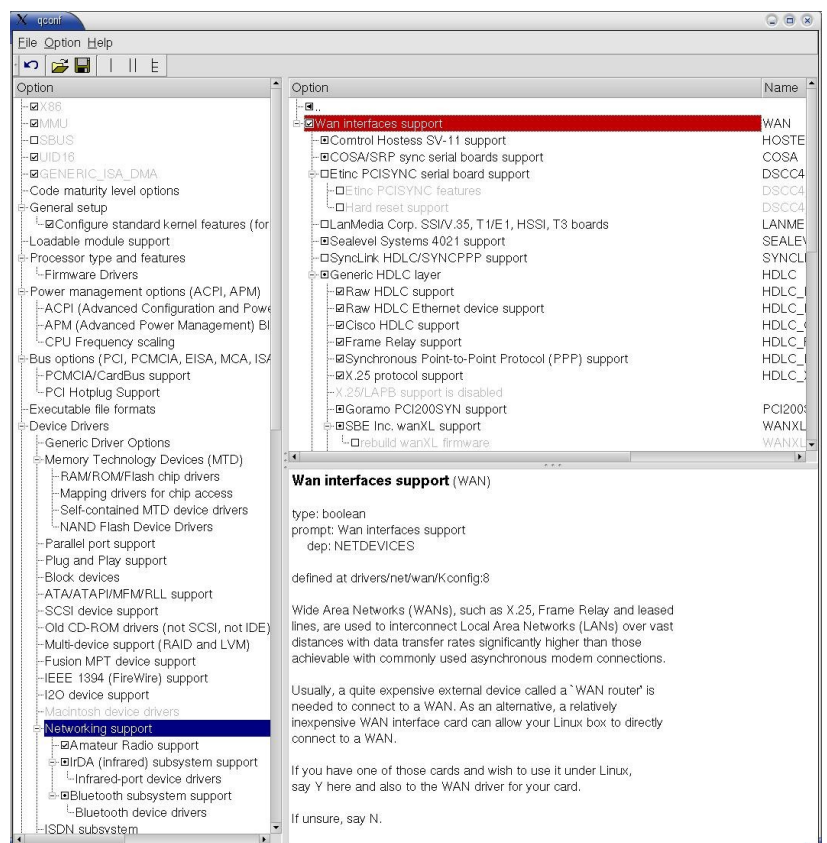 qconf
File Option Help
Option
X86
MMU
SBUS
UID16
GENERIC_ISA_DMA
Code maturity level options
General setup
Configure standard kernel features (for
Loadable module support
Processor type and features
Firmware Drivers
Power management options (ACPI, APM)
ACPI (Advanced Configuration and Powe
APM (Advanced Power Management) BI
CPU Frequency scaling
Bus options (PCI, PCMCIA, EISA, MCA, ISA
PCMCIA/CardBus support
PCI Hotplug Support
Executable file formats
Device Drivers
Generic Driver Options
Memory Technology Devices (MTD)
RAM/ROM/Flash chip drivers
Mapping drivers for chip access
Self-contained MTD device drivers
NAND Flash Device Drivers
Parallel port support
Plug and Play support
Block devices
ATA/ATAPI/MFM/RLL support
SCSI device support
Old CD-ROM drivers (not SCSI, not IDE)
Multi-device support (RAID and LVM)
Fusion MPT device support
IEEE 1394 (FireWire) support
I2O device support
Macintosh device drivers
Networking support
Amateur Radio support
IrDA (infrared) subsystem support
Infrared-port device drivers
Bluetooth subsystem support
Bluetooth device drivers
ISDN subsystem
Option Name
..
Wan interfaces support WAN
Comtrol Hostess SV-11 support HOSTE
COSA/SRP sync serial boards support COSA
Etinc PCISYNC serial board support DSCC4
Etinc PCISYNC features DSCC4
Hard reset support DSCC4
LanMedia Corp. SSI/V.35, T1/E1, HSSI, T3 boards LANME
Sealevel Systems 4021 support SEALEV
SyncLink HDLC/SYNCPPP support SYNCLI
Generic HDLC layer HDLC
Raw HDLC support HDLC_
Raw HDLC Ethernet device support HDLC_
Cisco HDLC support HDLC_
Frame Relay support HDLC_
Synchronous Point-to-Point Protocol (PPP) support HDLC_
X.25 protocol support HDLC_
X.25/LAPB support is disabled
Goramo PCI200SYN support PCI200
SBE Inc. wanXL support WANXL
rebuild wanXL firmware WANXL
Wan interfaces support (WAN)
type: boolean
prompt: Wan interfaces support
dep: NETDEVICES
defined at drivers/net/wan/Kconfig:8
Wide Area Networks (WANs), such as X.25, Frame Relay and leased
lines, are used to interconnect Local Area Networks (LANs) over vast
distances with data transfer rates significantly higher than those
achievable with commonly used asynchronous modem connections.
Usually, a quite expensive external device called a `WAN router' is
needed to connect to a WAN. As an alternative, a relatively
inexpensive WAN interface card can allow your Linux box to directly
connect to a WAN.
If you have one of those cards and wish to use it under Linux,
say Y here and also to the WAN driver for your card.
If unsure, say N.